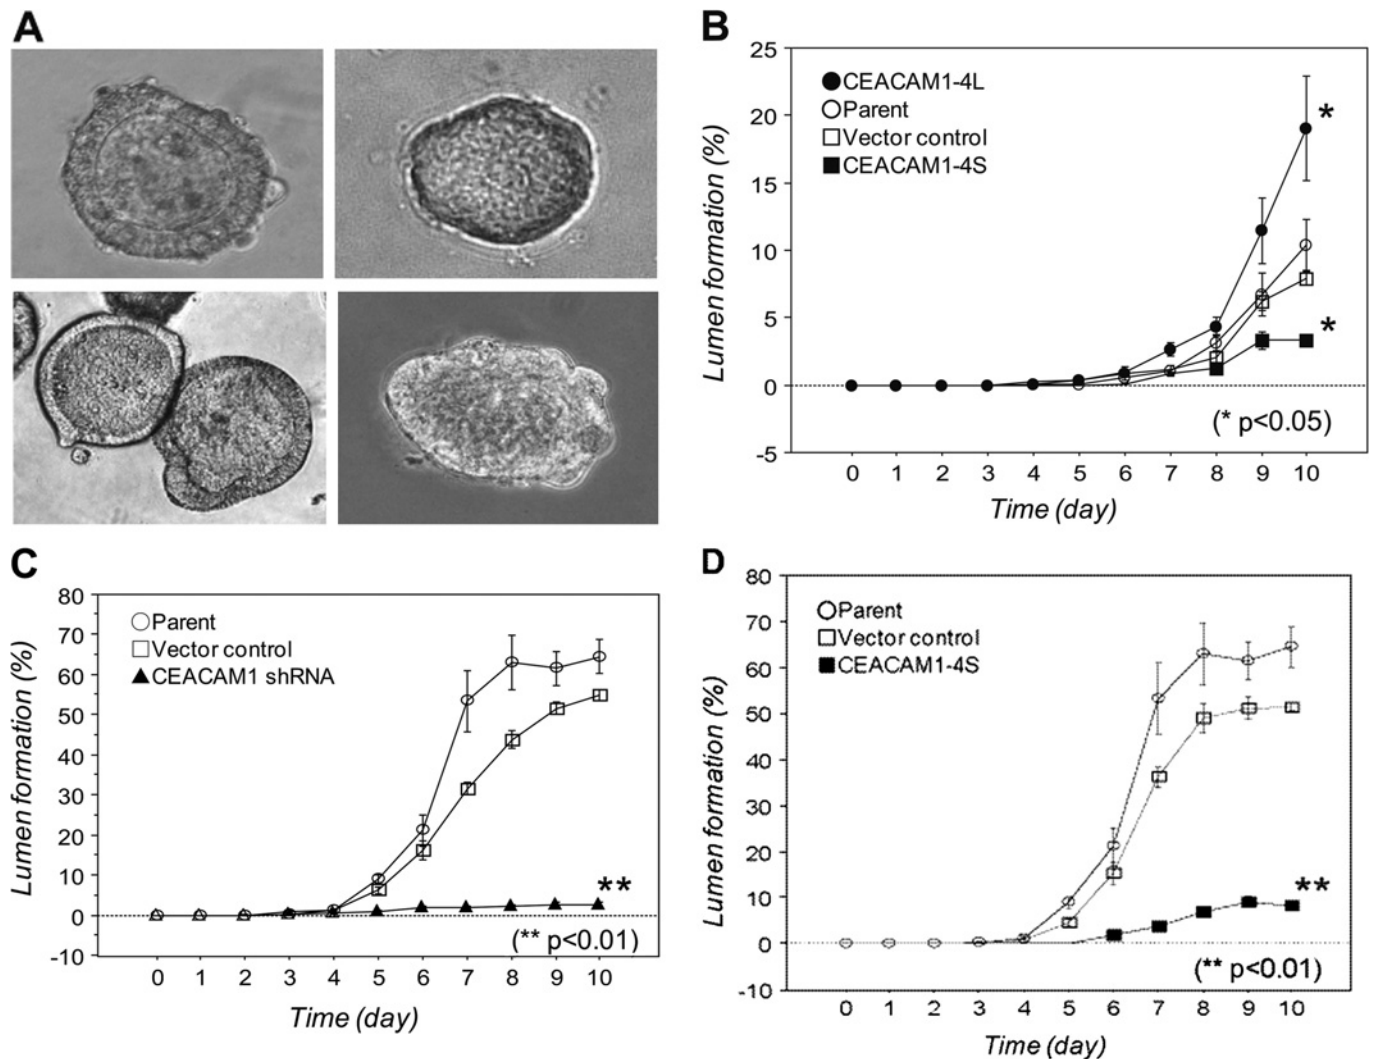 A
B
25
20
15
10
5
0
-5
Lumen formation (%)
CEACAM1-4L
Parent
Vector control
CEACAM1-4S
*
*
(* p<0.05)
0 1 2 3 4 5 6 7 8 9 10
Time (day)
C
80
70
60
50
40
30
20
10
0
-10
Lumen formation (%)
Parent
Vector control
CEACAM1 shRNA
**
(** p<0.01)
0 1 2 3 4 5 6 7 8 9 10
Time (day)
D
80
70
60
50
40
30
20
10
0
-10
Lumen formation (%)
Parent
Vector control
CEACAM1-4S
**
(** p<0.01)
0 1 2 3 4 5 6 7 8 9 10
Time (day)